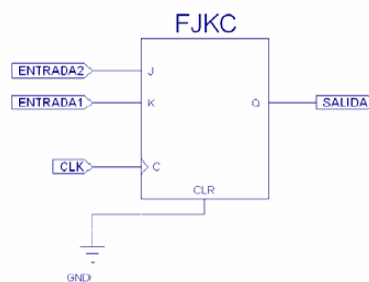 FJKC
ENTRADA2 J
ENTRADA1 K Q SALIDA
CLK C
CLR
GND